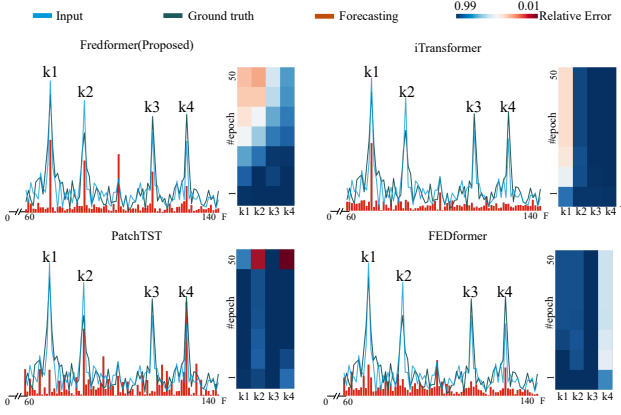 Input Ground truth Forecasting 0.99 0.01 Relative Error
Fredformer(Proposed) iTransformer
k1 k2 k3 k4 50 #epoch 1 k1 k2 k3 k4
0 60 140 F
k1 k2 k3 k4 50 #epoch 1 k1 k2 k3 k4
0 60 140 F
PatchTST FEDformer
k1 k2 k3 k4 50 #epoch 1 k1 k2 k3 k4
0 60 140 F
k1 k2 k3 k4 50 #epoch 1 k1 k2 k3 k4
0 60 140 F